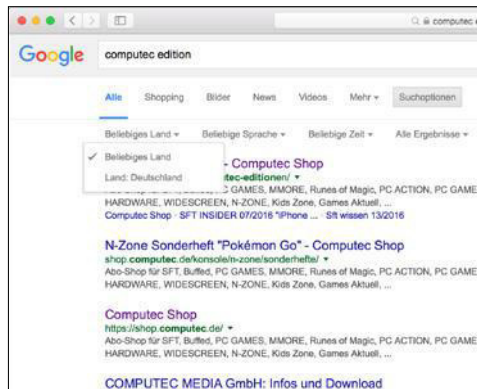 computec e
Google
computec edition
Alle Shopping Bilder News Videos Mehr Suchoptionen
Beliebiges Land Beliebige Sprache Beliebige Zeit Alle Ergebnisse
✓ Beliebiges Land
- Computec Shop
Land: Deutschland
tec-editionen/
Abo-Shop für SFT, Buffed, PC GAMES, MMORE, Runes of Magic, PC ACTION, PC GAME
HARDWARE, WIDESCREEN, N-ZONE, Kids Zone, Games Aktuell, ...
Computec Shop · SFT INSIDER 07/2016 "iPhone ... · Sft wissen 13/2016
N-Zone Sonderheft "Pokémon Go" - Computec Shop
shop.computec.de/konsole/n-zone/sonderhefte/
Abo-Shop für SFT, Buffed, PC GAMES, MMORE, Runes of Magic, PC ACTION, PC GAME
HARDWARE, WIDESCREEN, N-ZONE, Kids Zone, Games Aktuell, ...
Computec Shop
https://shop.computec.de/
Abo-Shop für SFT, Buffed, PC GAMES, MMORE, Runes of Magic, PC ACTION, PC GAME
HARDWARE, WIDESCREEN, N-ZONE, Kids Zone, Games Aktuell, ...
COMPUTEC MEDIA GmbH: Infos und Download